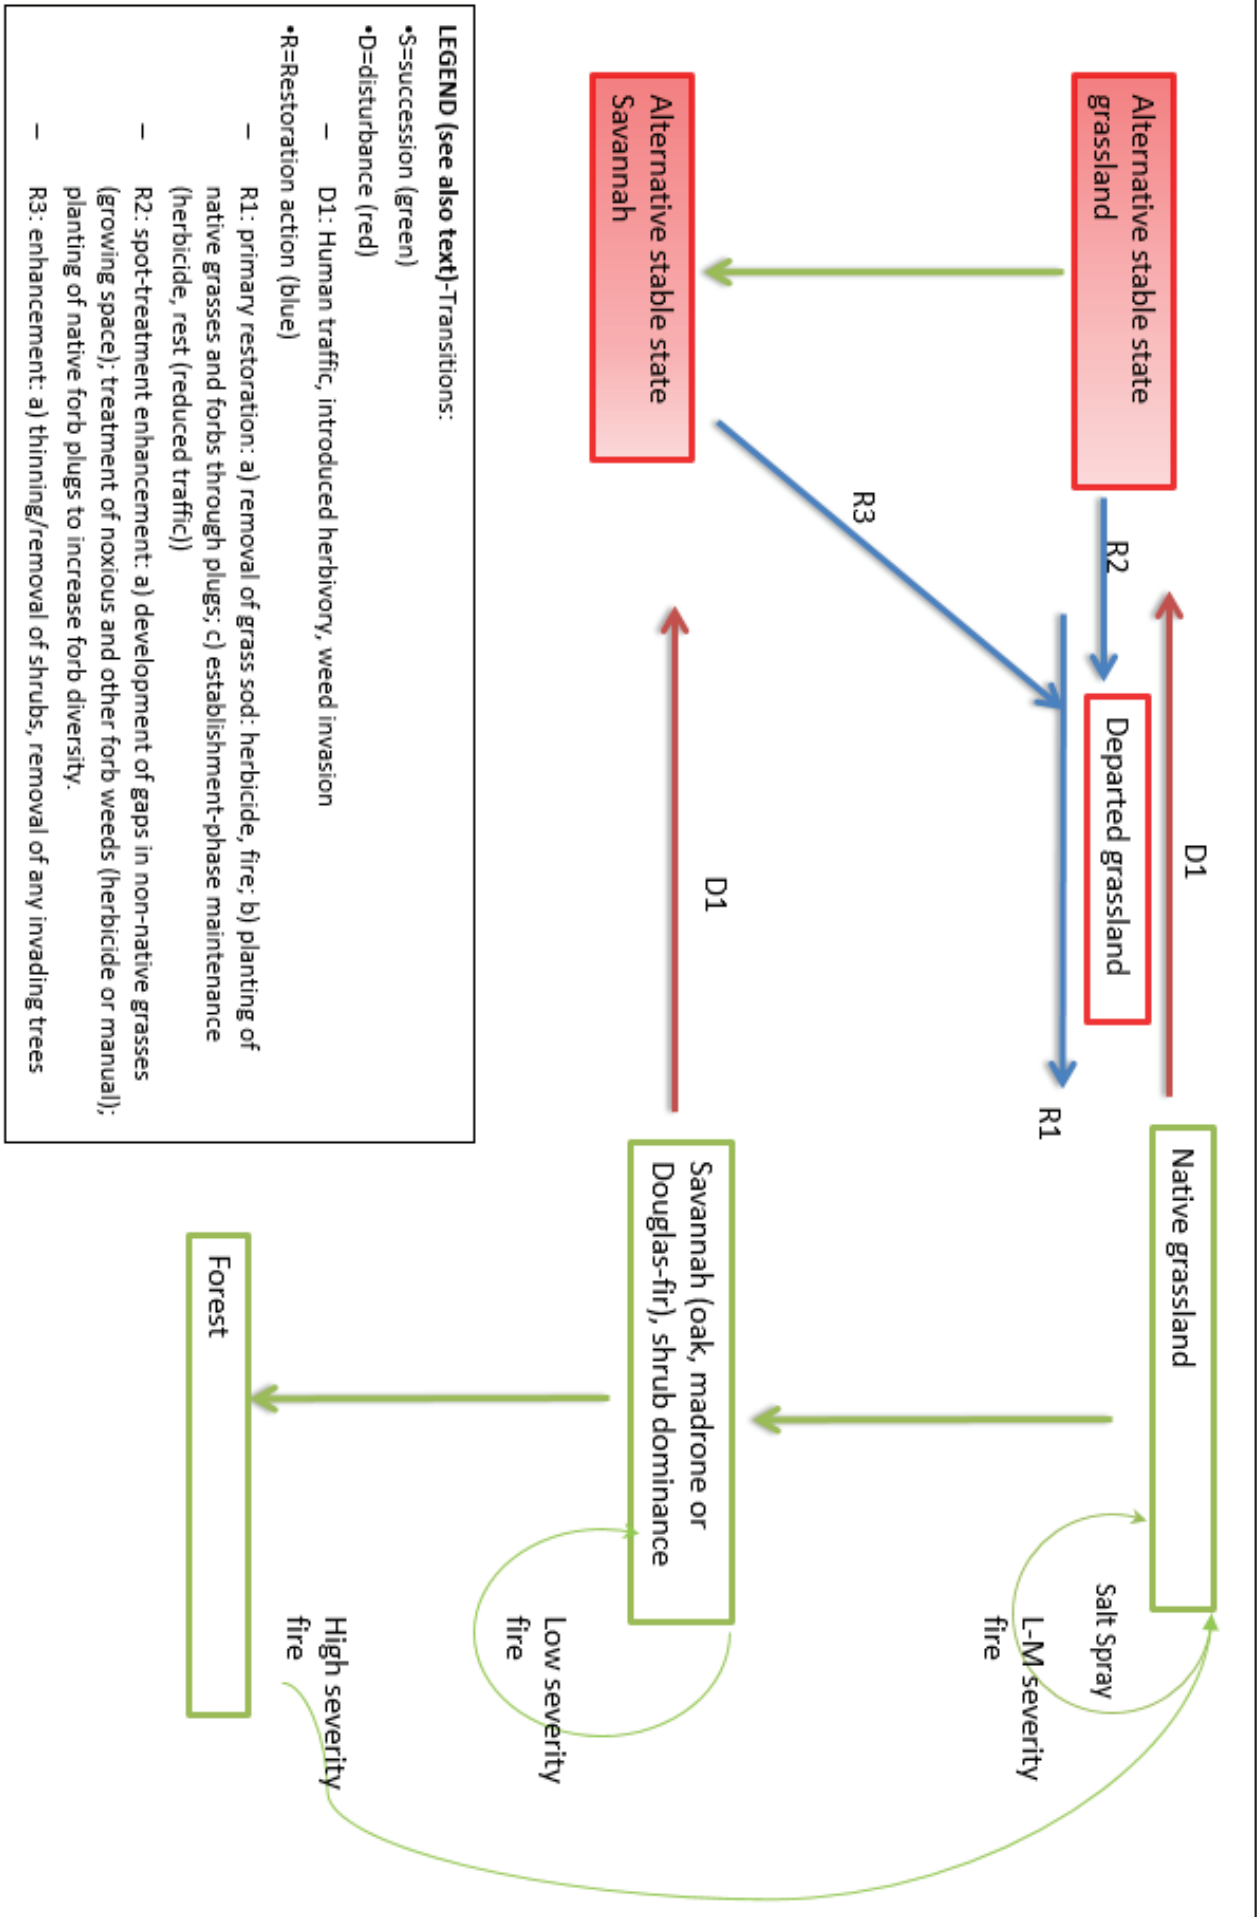 Alternative stable state
grassland
R2
D1
Departed grassland
R1
Native grassland
Salt Spray
L-M severity
fire
R3
Alternative stable state
Savannah
D1
Savannah (oak, madrone or
Douglas-fir), shrub dominance
Low severity
fire
Forest
High severity
fire
LEGEND (see also text)-Transitions:
•S=succession (green)
•D=disturbance (red)
– D1: Human traffic, introduced herbivory, weed invasion
•R=Restoration action (blue)
– R1: primary restoration: a) removal of grass sod: herbicide, fire; b) planting of
native grasses and forbs through plugs; c) establishment-phase maintenance
(herbicide, rest (reduced traffic))
– R2: spot-treatment enhancement: a) development of gaps in non-native grasses
(growing space); treatment of noxious and other forb weeds (herbicide or manual);
planting of native forb plugs to increase forb diversity.
– R3: enhancement: a) thinning/removal of shrubs, removal of any invading trees